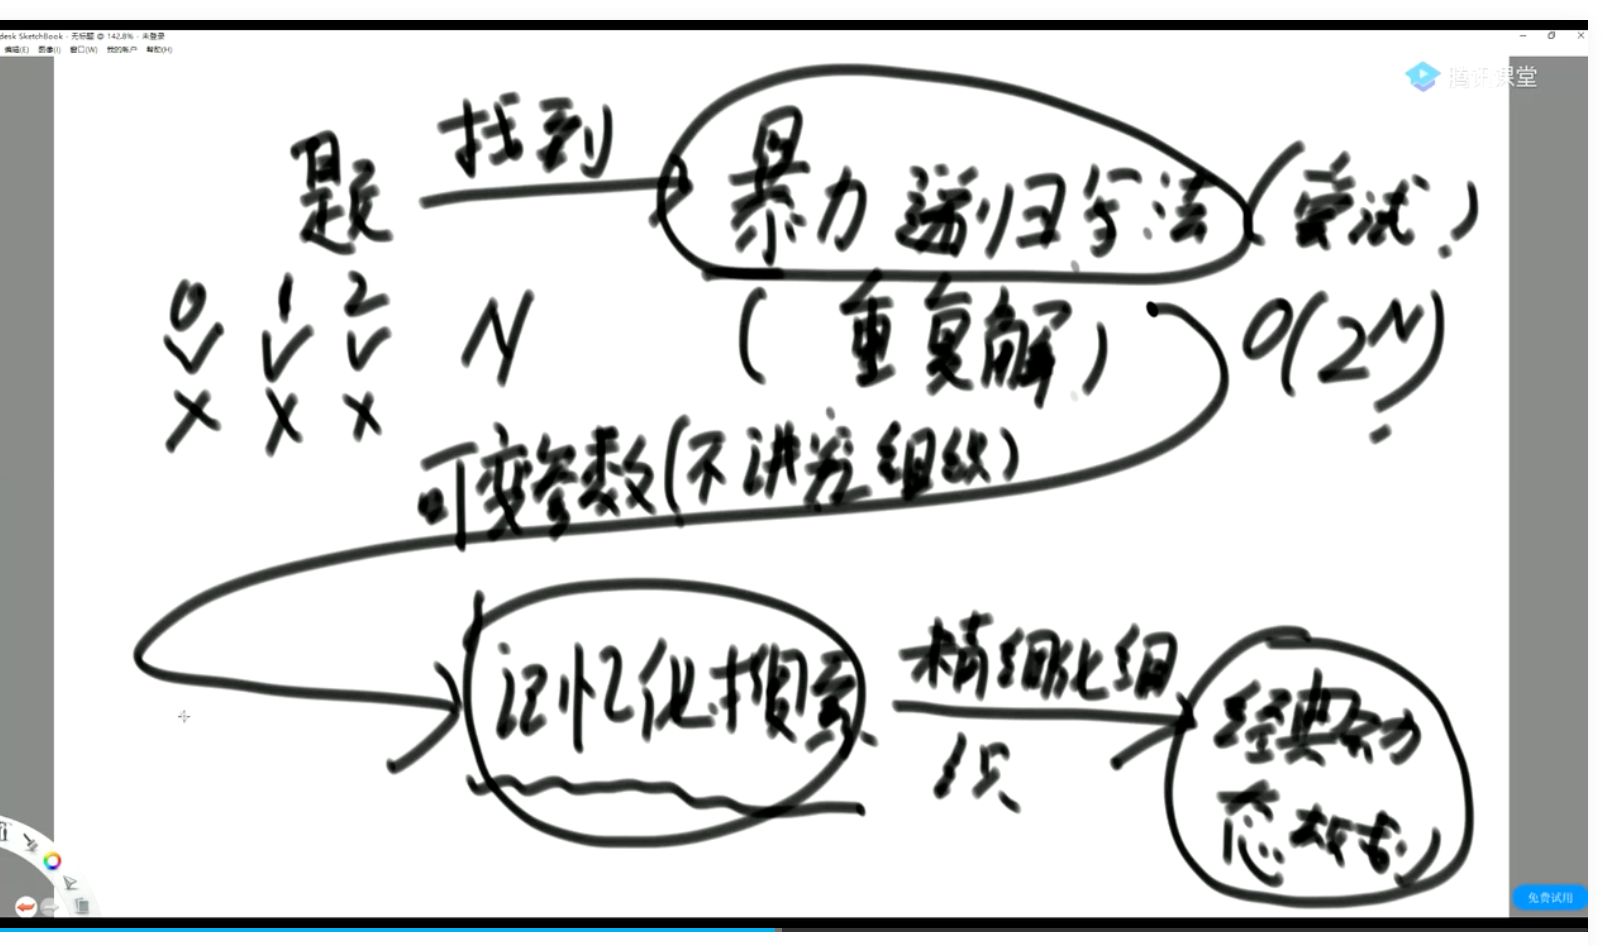 desk SketchBook - 无标题 @ 142.8% - 未登录
编辑(E) 图像(I) 窗口(W) 我的帐户 帮助(H)
腾讯课堂
题 找到 暴力递归方法 (尝试)
0 1 2 N (重复解) O(2^N)
可变参数(不讲究组织)
记忆化搜索 精细化组织 经典动态规划
免费试用